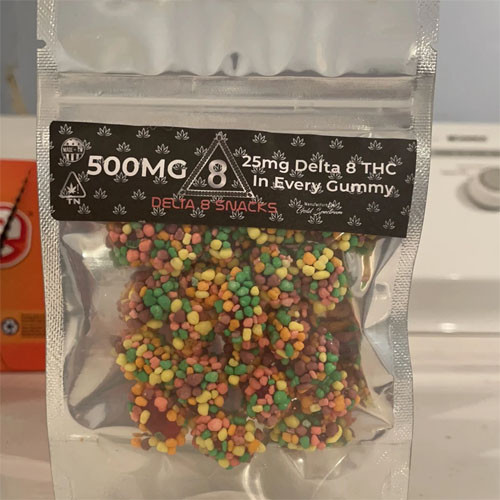 500MG
8
25mg Delta 8 THC
In Every Gummy
DELTA 8 SNACKS
TN